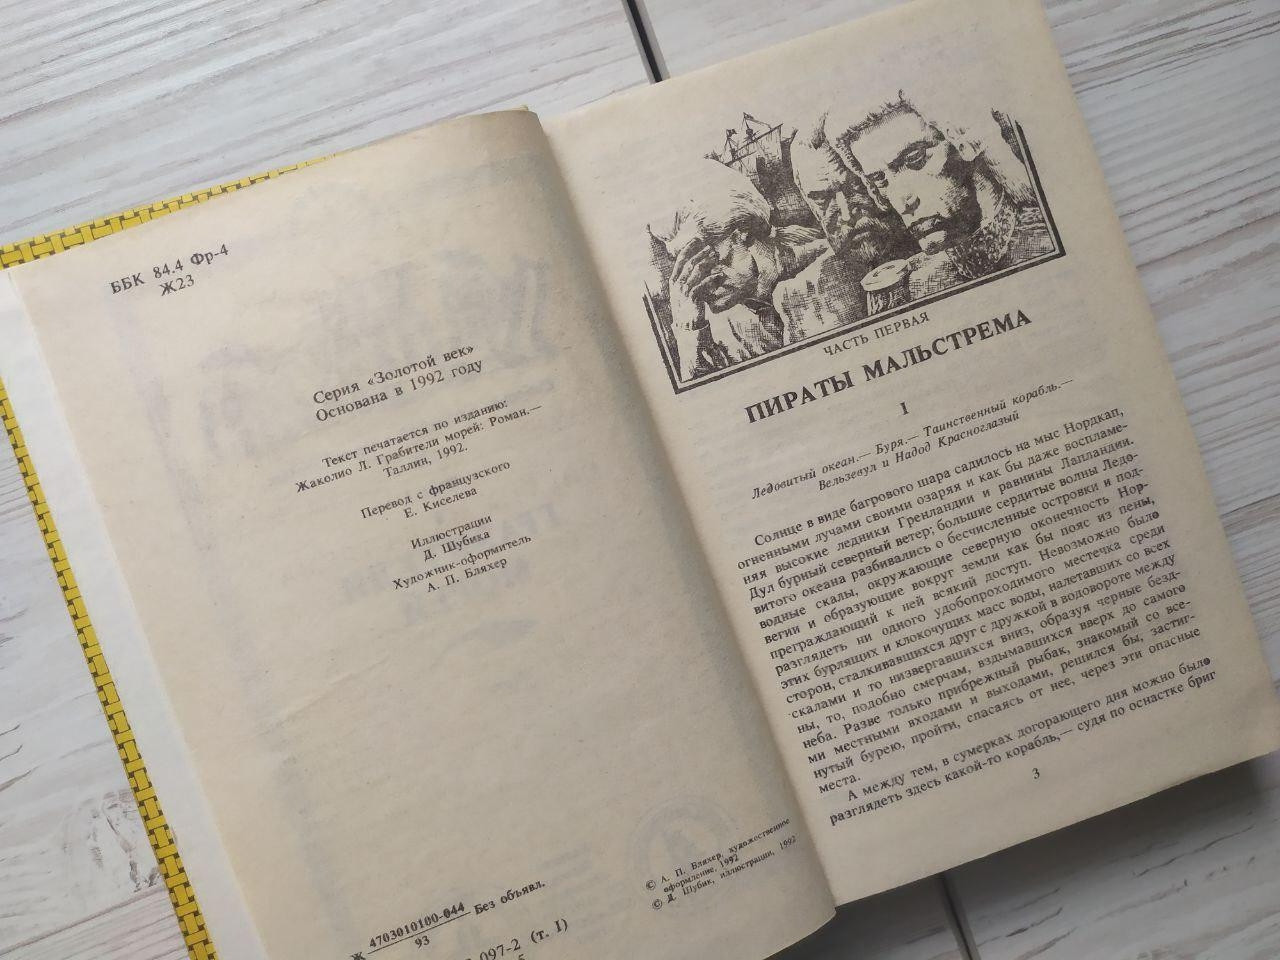 ББК 84.4 Фр-4
Ж23
Серия «Золотой век»
Основана в 1992 году
Текст печатается по изданию:
Жаколио Л. Грабители морей: Роман.—
Таллин, 1992.
Перевод с французского
Е. Киселева
Иллюстрации
Д. Шубика
Художник-оформитель
А. П. Бляхер
Ж 4703010100-044 Без объявл.
93
097-2 (т. I)
© А. П. Бляхер, художественное
оформление, 1992
© Д. Шубик, иллюстрации, 1992
ЧАСТЬ ПЕРВАЯ
ПИРАТЫ МАЛЬСТРЕМА
1
Ледовитый океан.— Буря.— Таинственный корабль.—
Вельзевул и Надод Красноглазый
Солнце в виде багрового шара садилось на мыс Нордкап,
огненными лучами своими озаряя и как бы даже воспламе-
няя высокие ледники Гренландии и равнины Лапландии.
Дул бурный северный ветер; большие сердитые волны Ледо-
витого океана разбивались о бесчисленные островки и под-
водные скалы, окружающие северную оконечность Нор-
вегии и образующие вокруг земли как бы пояс из пены,
преграждающий к ней всякий доступ. Невозможно было
разглядеть ни одного удобопроходимого местечка среди
этих бурлящих и клокочущих масс воды, налетавших со всех
сторон, сталкивавшихся друг с дружкой в водовороте между
скалами и то низвергавшихся вниз, образуя черные безд-
ны, то, подобно смерчам, вздымавшихся вверх до самого
неба. Разве только прибрежный рыбак, знакомый со все-
ми местными входами и выходами, решился бы, застиг-
нутый бурею, пройти, спасаясь от нее, через эти опасные
места.
А между тем, в сумерках догорающего дня можно было
разглядеть здесь какой-то корабль,— судя по оснастке бриг
3